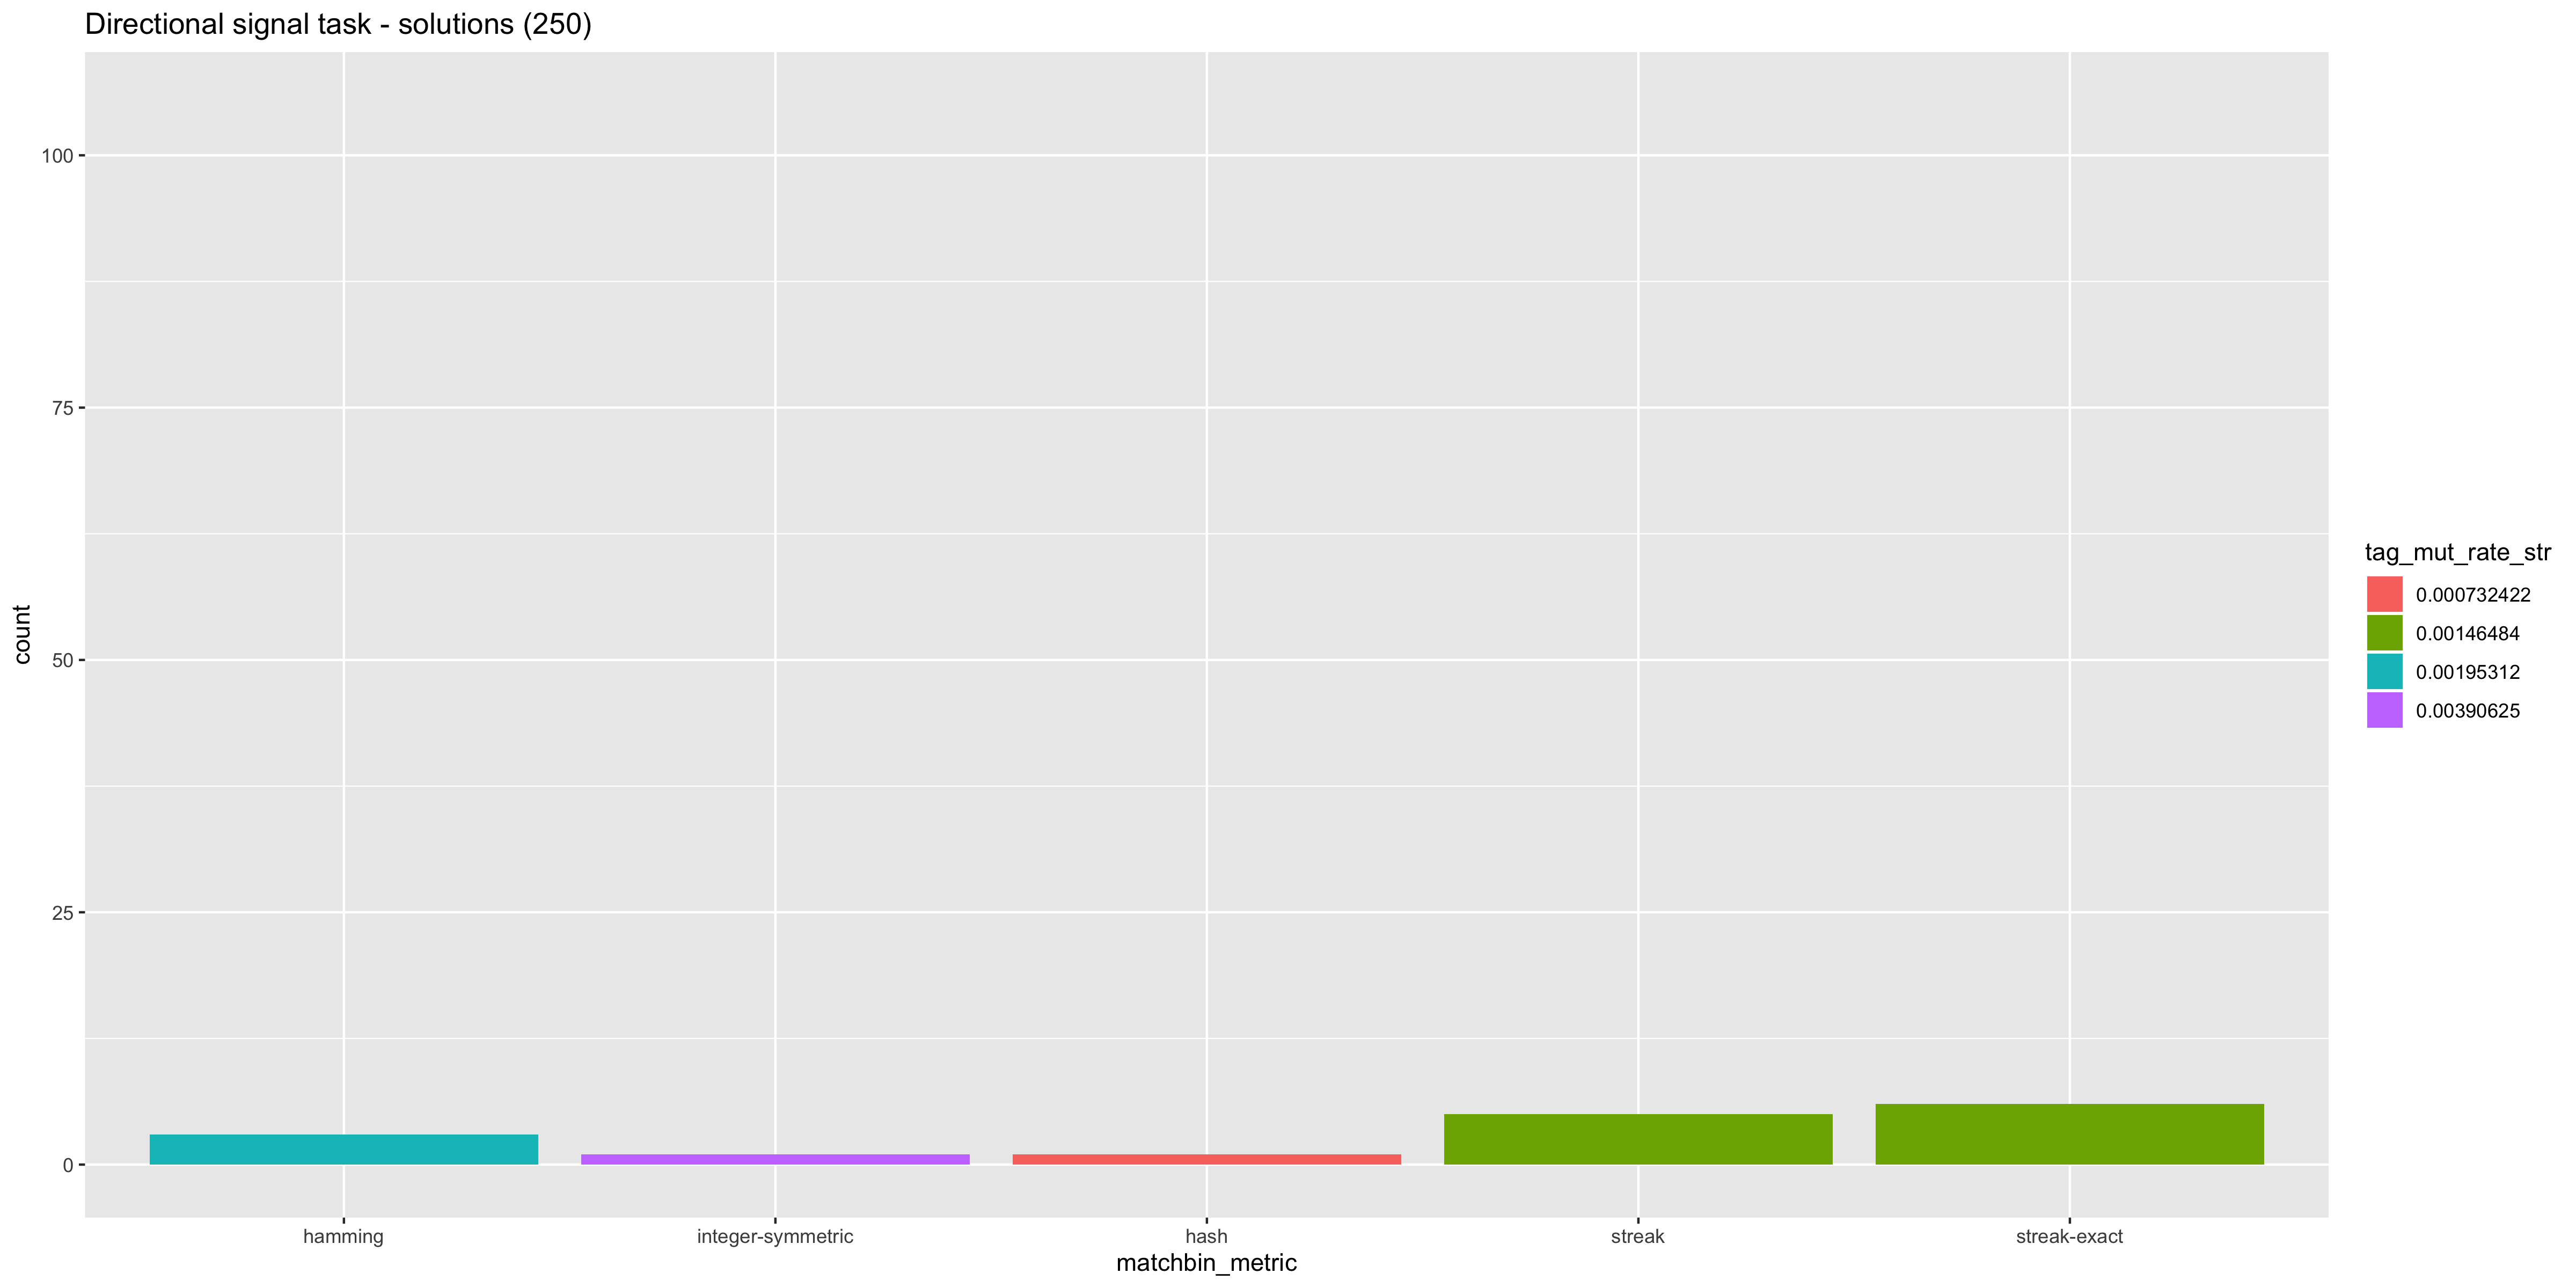 Directional signal task - solutions (250)
100
75
50
25
0
count
hamming
integer-symmetric
hash
streak
streak-exact
matchbin_metric
tag_mut_rate_str
0.000732422
0.00146484
0.00195312
0.00390625